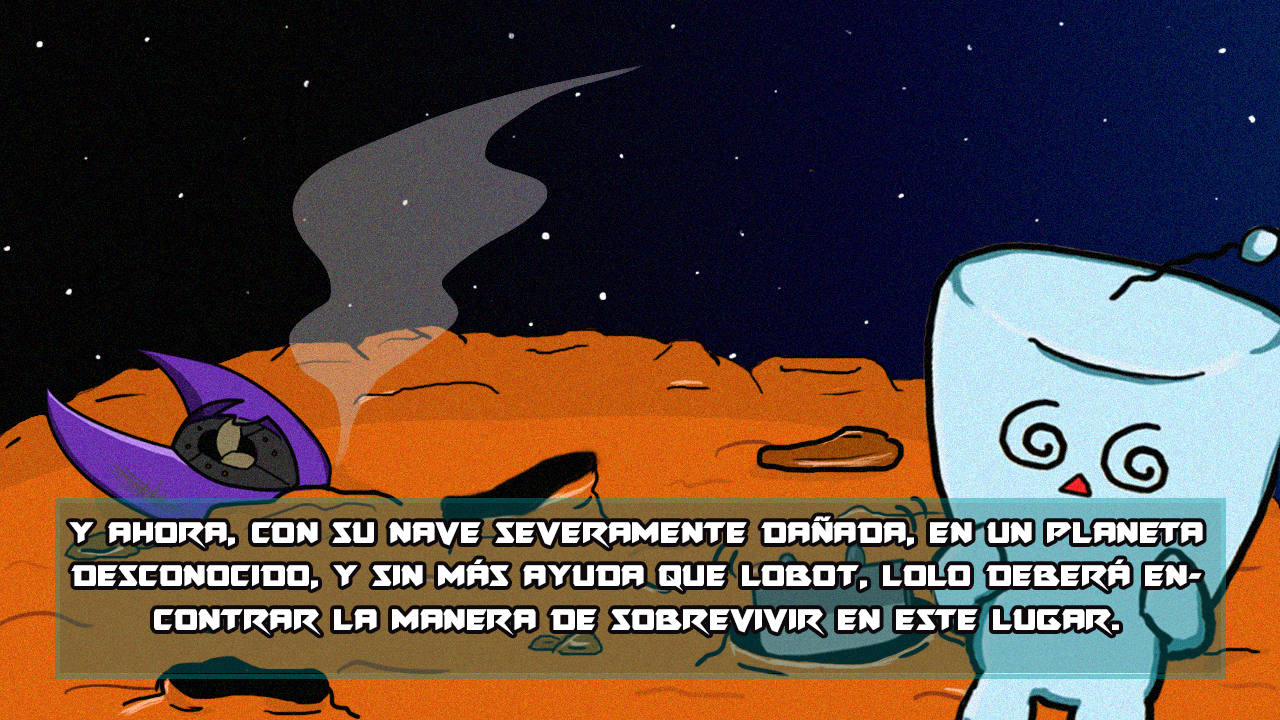 Y AHORA, CON SU NAVE SEVERAMENTE DAÑADA, EN UN PLANETA
DESCONOCIDO, Y SIN MÁS AYUDA QUE LOBOT, LOLO DEBERÁ EN-
CONTRAR LA MANERA DE SOBREVIVIR EN ESTE LUGAR.